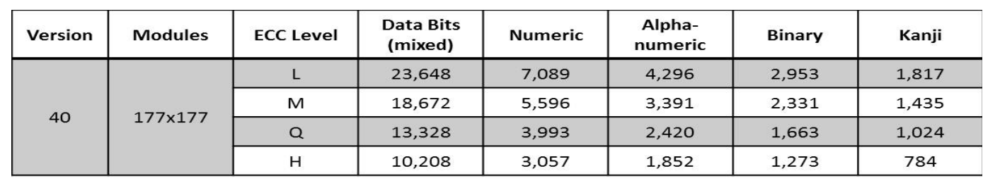 Version Modules ECC Level Data Bits (mixed) Numeric Alpha-numeric Binary Kanji
40 177x177 L 23,648 7,089 4,296 2,953 1,817
M 18,672 5,596 3,391 2,331 1,435
Q 13,328 3,993 2,420 1,663 1,024
H 10,208 3,057 1,852 1,273 784